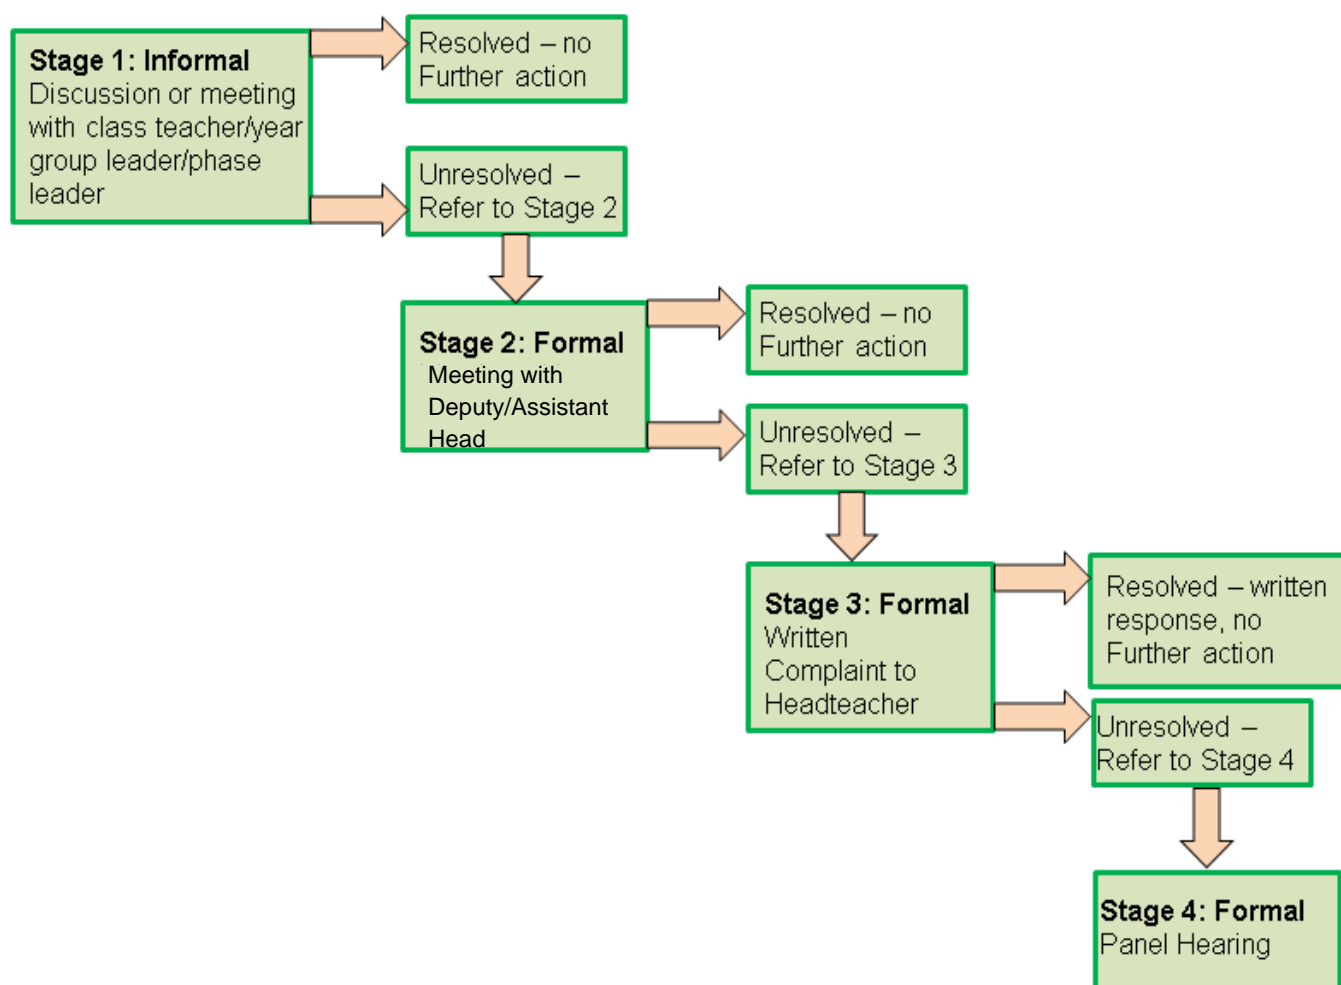 Stage 1: Informal
Discussion or meeting
with class teacher/year
group leader/phase
leader
Resolved – no
Further action
Unresolved –
Refer to Stage 2
Stage 2: Formal
Meeting with
Deputy/Assistant
Head
Resolved – no
Further action
Unresolved –
Refer to Stage 3
Stage 3: Formal
Written
Complaint to
Headteacher
Resolved – written
response, no
Further action
Unresolved –
Refer to Stage 4
Stage 4: Formal
Panel Hearing